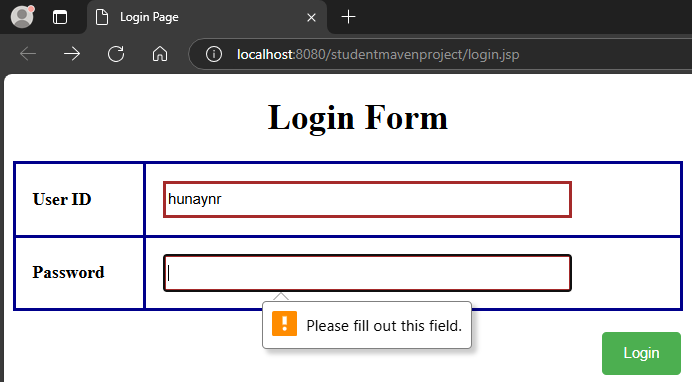 Login Page
localhost:8080/studentmavenproject/login.jsp
Login Form
User ID
hunaynr
Password
Please fill out this field.
Login